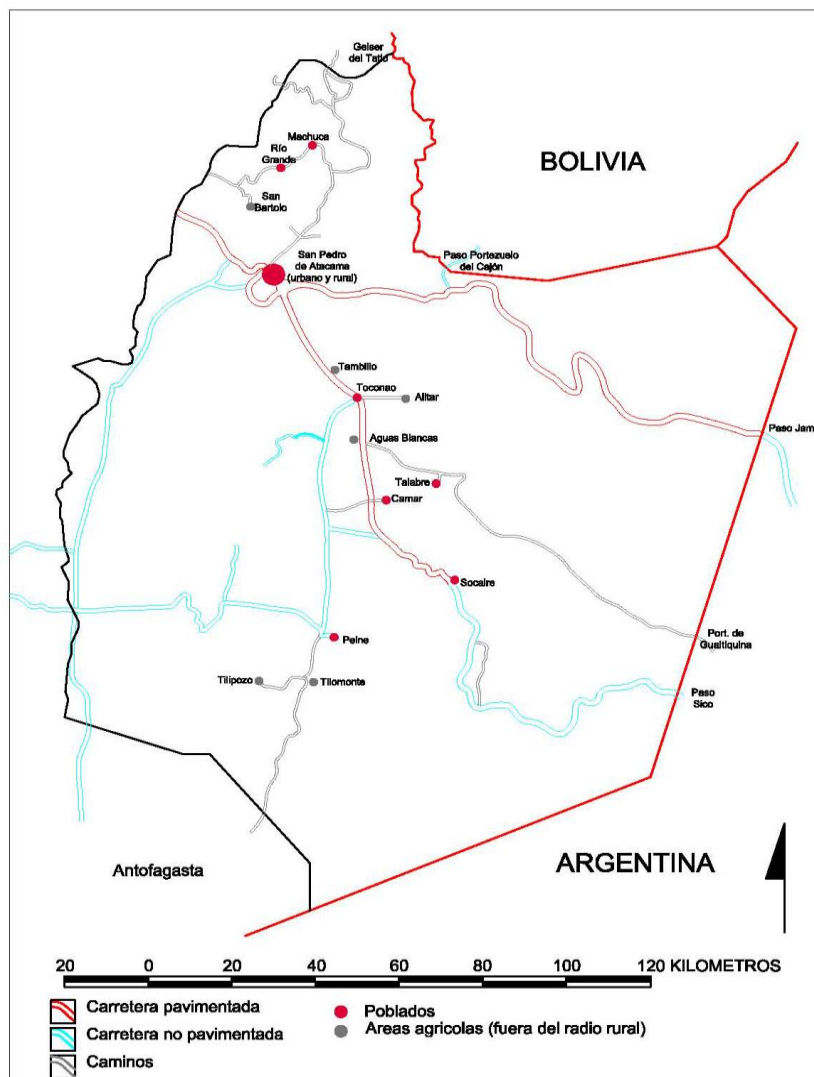 Geiser
del Tatio
Machuca
Río
Grande
BOLIVIA
San
Bartolo
San Pedro
de Atacama
(urbano y rural)
Paso Portezuelo
del Cajón
Tambillo
Toconao
Alitar
Aguas Blancas
Paso Jam
Talabre
Camar
Socaire
Peine
Port. de
Guaitiquina
Tilipozo
Tilomonte
Paso
Sico
Antofagasta
ARGENTINA
20 0 20 40 60 80 100 120 KILOMETROS
Carretera pavimentada
Poblados
Carretera no pavimentada
Areas agricolas (fuera del radio rural)
Caminos